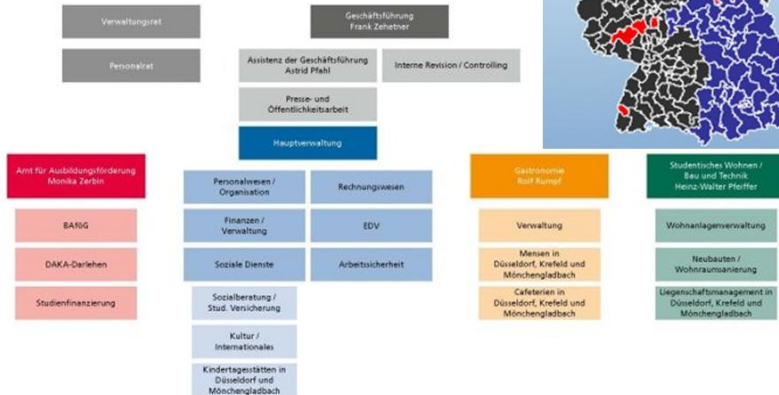 Verwaltungsret
Geschäftsführung
Frank Zehetner
Personalrat
Assistenz der Geschäftsführung
Astrid Pfahl
Interne Revision / Controlling
Presse- und
Öffentlichkeitsarbeit
Hauptverwaltung
Amt für Ausbildungsförderung
Monika Zerbin
Gastronomie
Rolf Rumpf
Studentisches Wohnen /
Bau und Technik
Heinz-Walter Pfeiffer
Personalwesen /
Organisation
Rechnungswesen
BAföG
Finanzen /
Verwaltung
EDV
Verwaltung
Wohnanlagenverwaltung
DAKA-Darlehen
Soziale Dienste
Arbeitssicherheit
Mensen in
Düsseldorf, Krefeld und
Mönchengladbach
Neubauten /
Wohnraumsanierung
Studienfinanzierung
Sozialberatung /
Stud. Versicherung
Cafeterien in
Düsseldorf, Krefeld und
Mönchengladbach
Liegenschaftsmanagement in
Düsseldorf, Krefeld und
Mönchengladbach
Kultur /
Internationales
Kindertagesstätten in
Düsseldorf und
Mönchengladbach